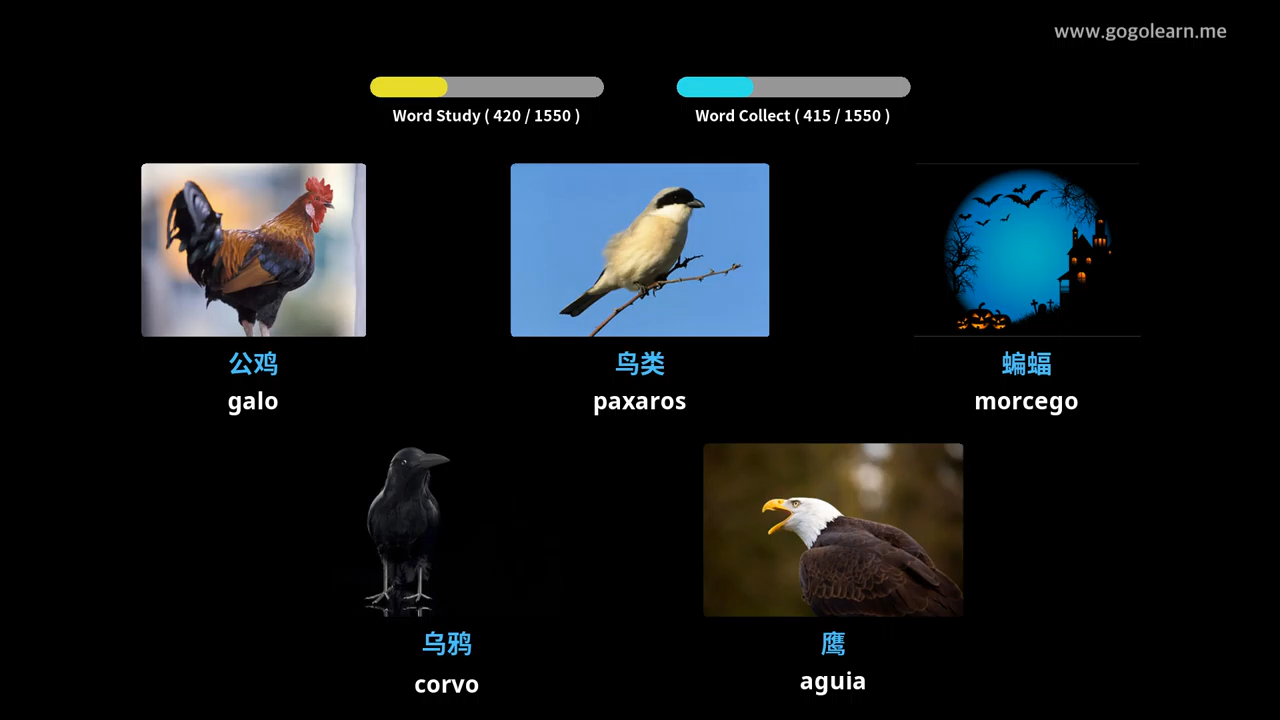 www.gogolearn.me
Word Study ( 420 / 1550 )
Word Collect ( 415 / 1550 )
公鸡
galo
鸟类
paxaros
蝙蝠
morcego
乌鸦
corvo
鹰
aguia